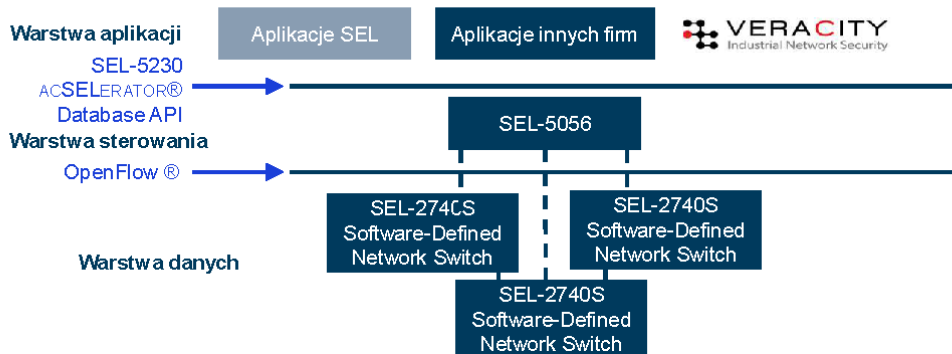 Warstwa aplikacji
Aplikacje SEL
Aplikacje innych firm
VERACITY
Industrial Network Security
SEL-5230
ACSELERATOR®
Database API
SEL-5056
Warstwa sterowania
OpenFlow ®
SEL-2740S
Software-Defined
Network Switch
SEL-2740S
Software-Defined
Network Switch
Warstwa danych
SEL-2740S
Software-Defined
Network Switch